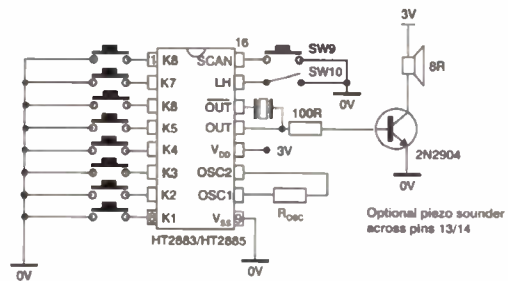 3V
16
1 K8 SCAN SW9
K7 LH SW10
K6 OUT 0V 8R
K5 OUT 100R
K4 VDD 3V
2N2904
K3 OSC2
0V
K2 OSC1
ROSC
K1 VSS 9
Optional piezo sounder
across pins 13/14
HT2883/HT2885
0V
0V